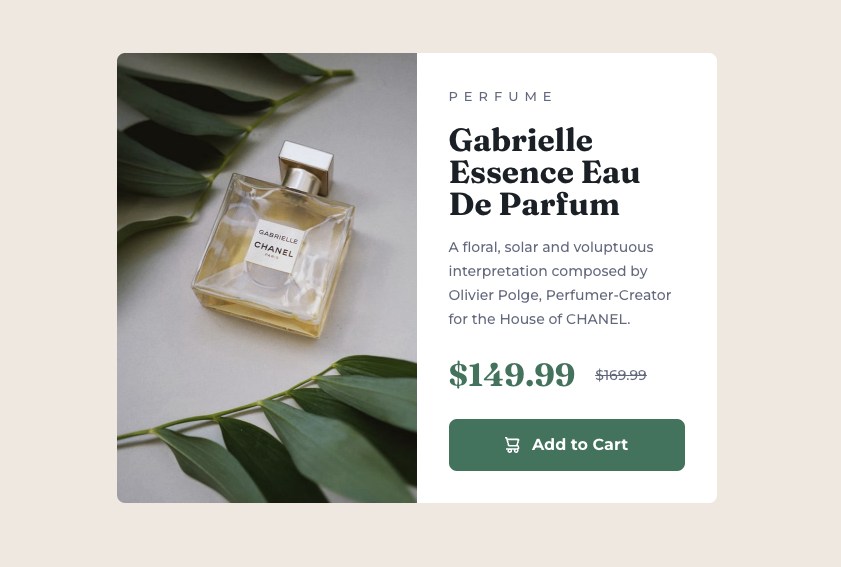 GABRIELLE
CHANEL
PARIS
PERFUME
Gabrielle
Essence Eau
De Parfum
A floral, solar and voluptuous
interpretation composed by
Olivier Polge, Perfumer-Creator
for the House of CHANEL.
$149.99 $169.99
Add to Cart